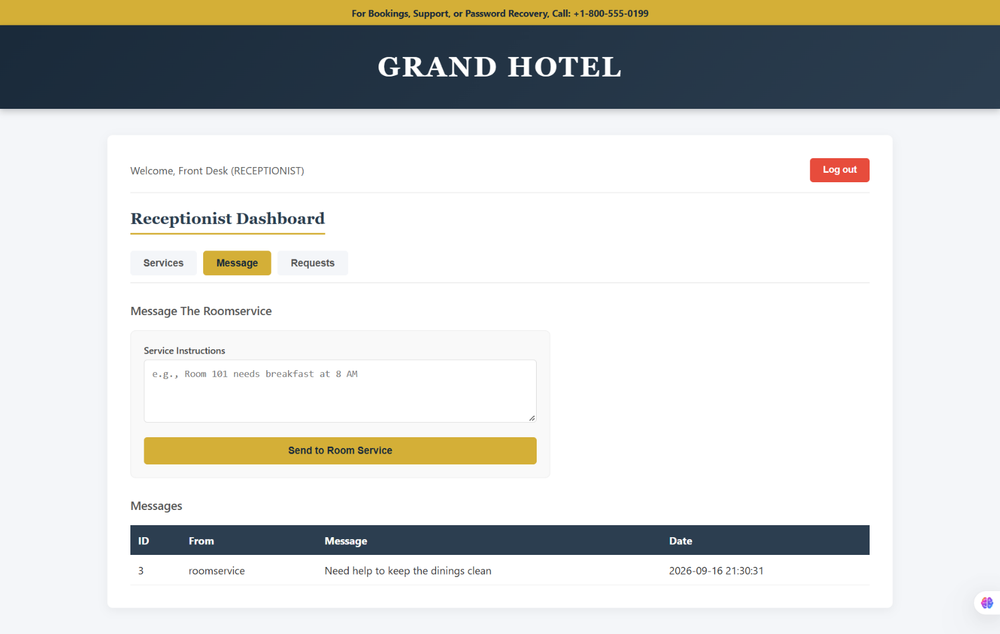 For Bookings, Support, or Password Recovery, Call: +1-800-555-0199
GRAND HOTEL
Welcome, Front Desk (RECEPTIONIST)
Log out
Receptionist Dashboard
Services
Message
Requests
Message The Roomservice
Service Instructions
e.g., Room 101 needs breakfast at 8 AM
Send to Room Service
Messages
ID From Message Date
3 roomservice Need help to keep the dinings clean 2026-09-16 21:30:31